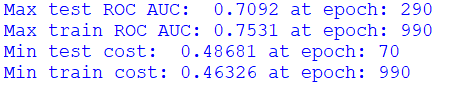 Max test ROC AUC:  0.7092 at epoch: 290
Max train ROC AUC: 0.7531 at epoch: 990
Min test cost:  0.48681 at epoch: 70
Min train cost: 0.46326 at epoch: 990